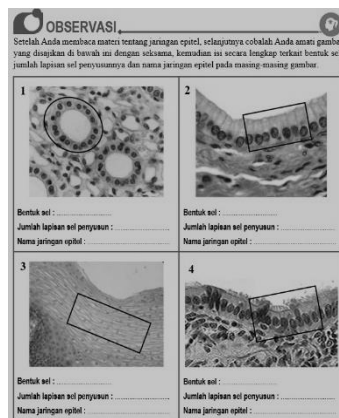 OBSERVASI
Setelah Anda membaca materi tentang jaringan epitel, selanjutnya cobalah Anda amati gamba
yang disajikan di bawah ini dengan seksama, kemudian isi secara lengkap terkait bentuk se
jumlah lapisan sel penyusunnya dan nama jaringan epitel pada masing-masing gambar.
1
2
Bentuk sel : ........................
Jumlah lapisan sel penyusun : ........................
Nama jaringan epitel : ........................
Bentuk sel : ........................
Jumlah lapisan sel penyusun : ........................
Nama jaringan epitel : ........................
3
4
Bentuk sel : ........................
Jumlah lapisan sel penyusun : ........................
Nama jaringan epitel : ........................
Bentuk sel : ........................
Jumlah lapisan sel penyusun : ........................
Nama jaringan epitel : ........................